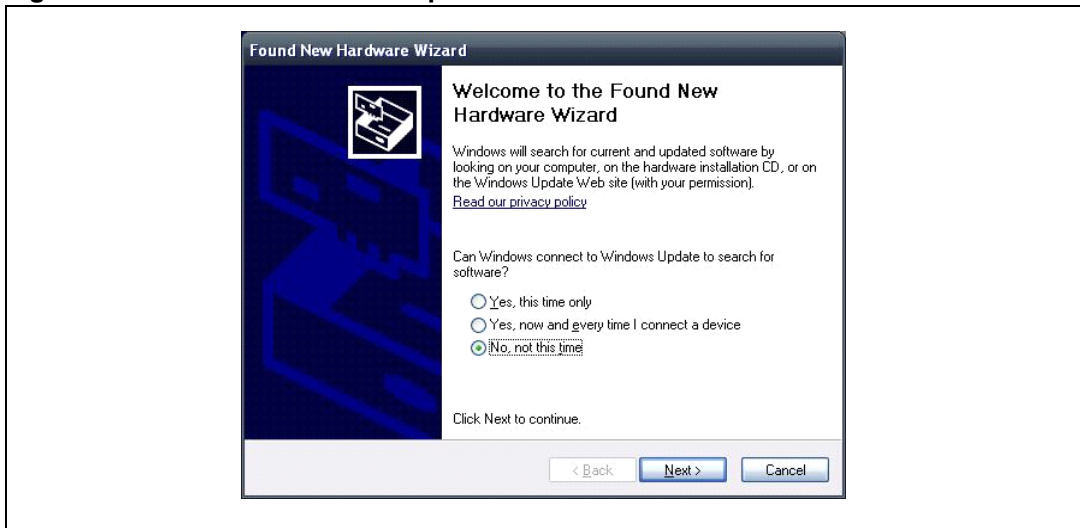 Found New Hardware Wizard
Welcome to the Found New
Hardware Wizard
Windows will search for current and updated software by
looking on your computer, on the hardware installation CD, or on
the Windows Update Web site (with your permission).
Read our privacy policy
Can Windows connect to Windows Update to search for
software?
Yes, this time only
Yes, now and every time I connect a device
No, not this time
Click Next to continue.
< Back
Next >
Cancel